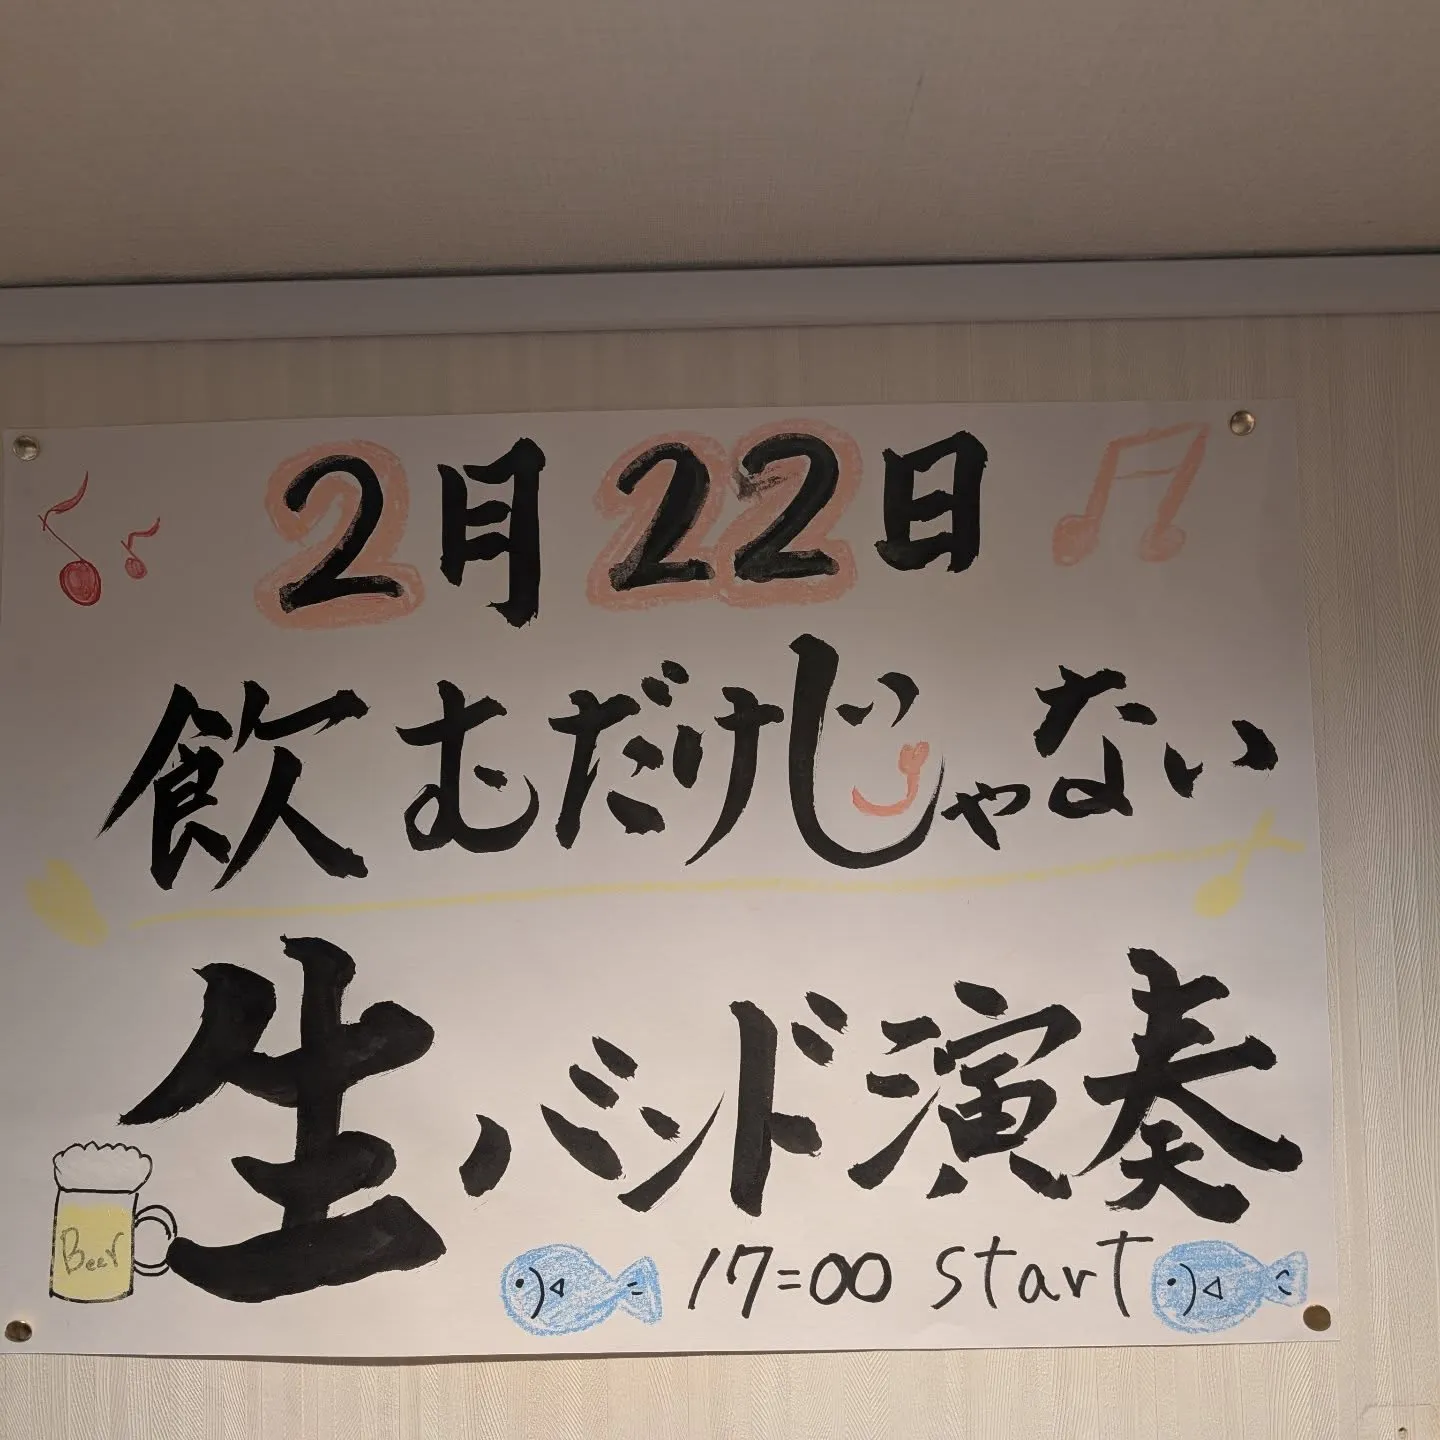 2月22日
飲むだけじゃない
生バンド演奏
Beer
17:00 start